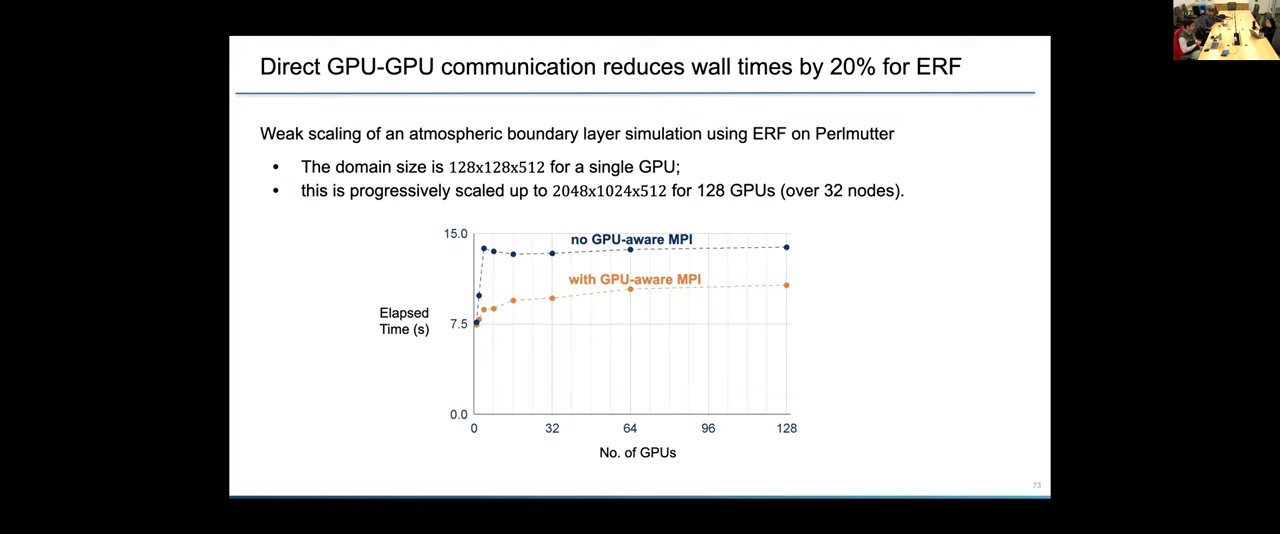 Direct GPU-GPU communication reduces wall times by 20% for ERF
Weak scaling of an atmospheric boundary layer simulation using ERF on Perlmutter
• The domain size is 128x128x512 for a single GPU;
• this is progressively scaled up to 2048x1024x512 for 128 GPUs (over 32 nodes).
15.0
no GPU-aware MPI
with GPU-aware MPI
Elapsed
Time (s)
7.5
0.0
0
32
64
96
128
No. of GPUs
73